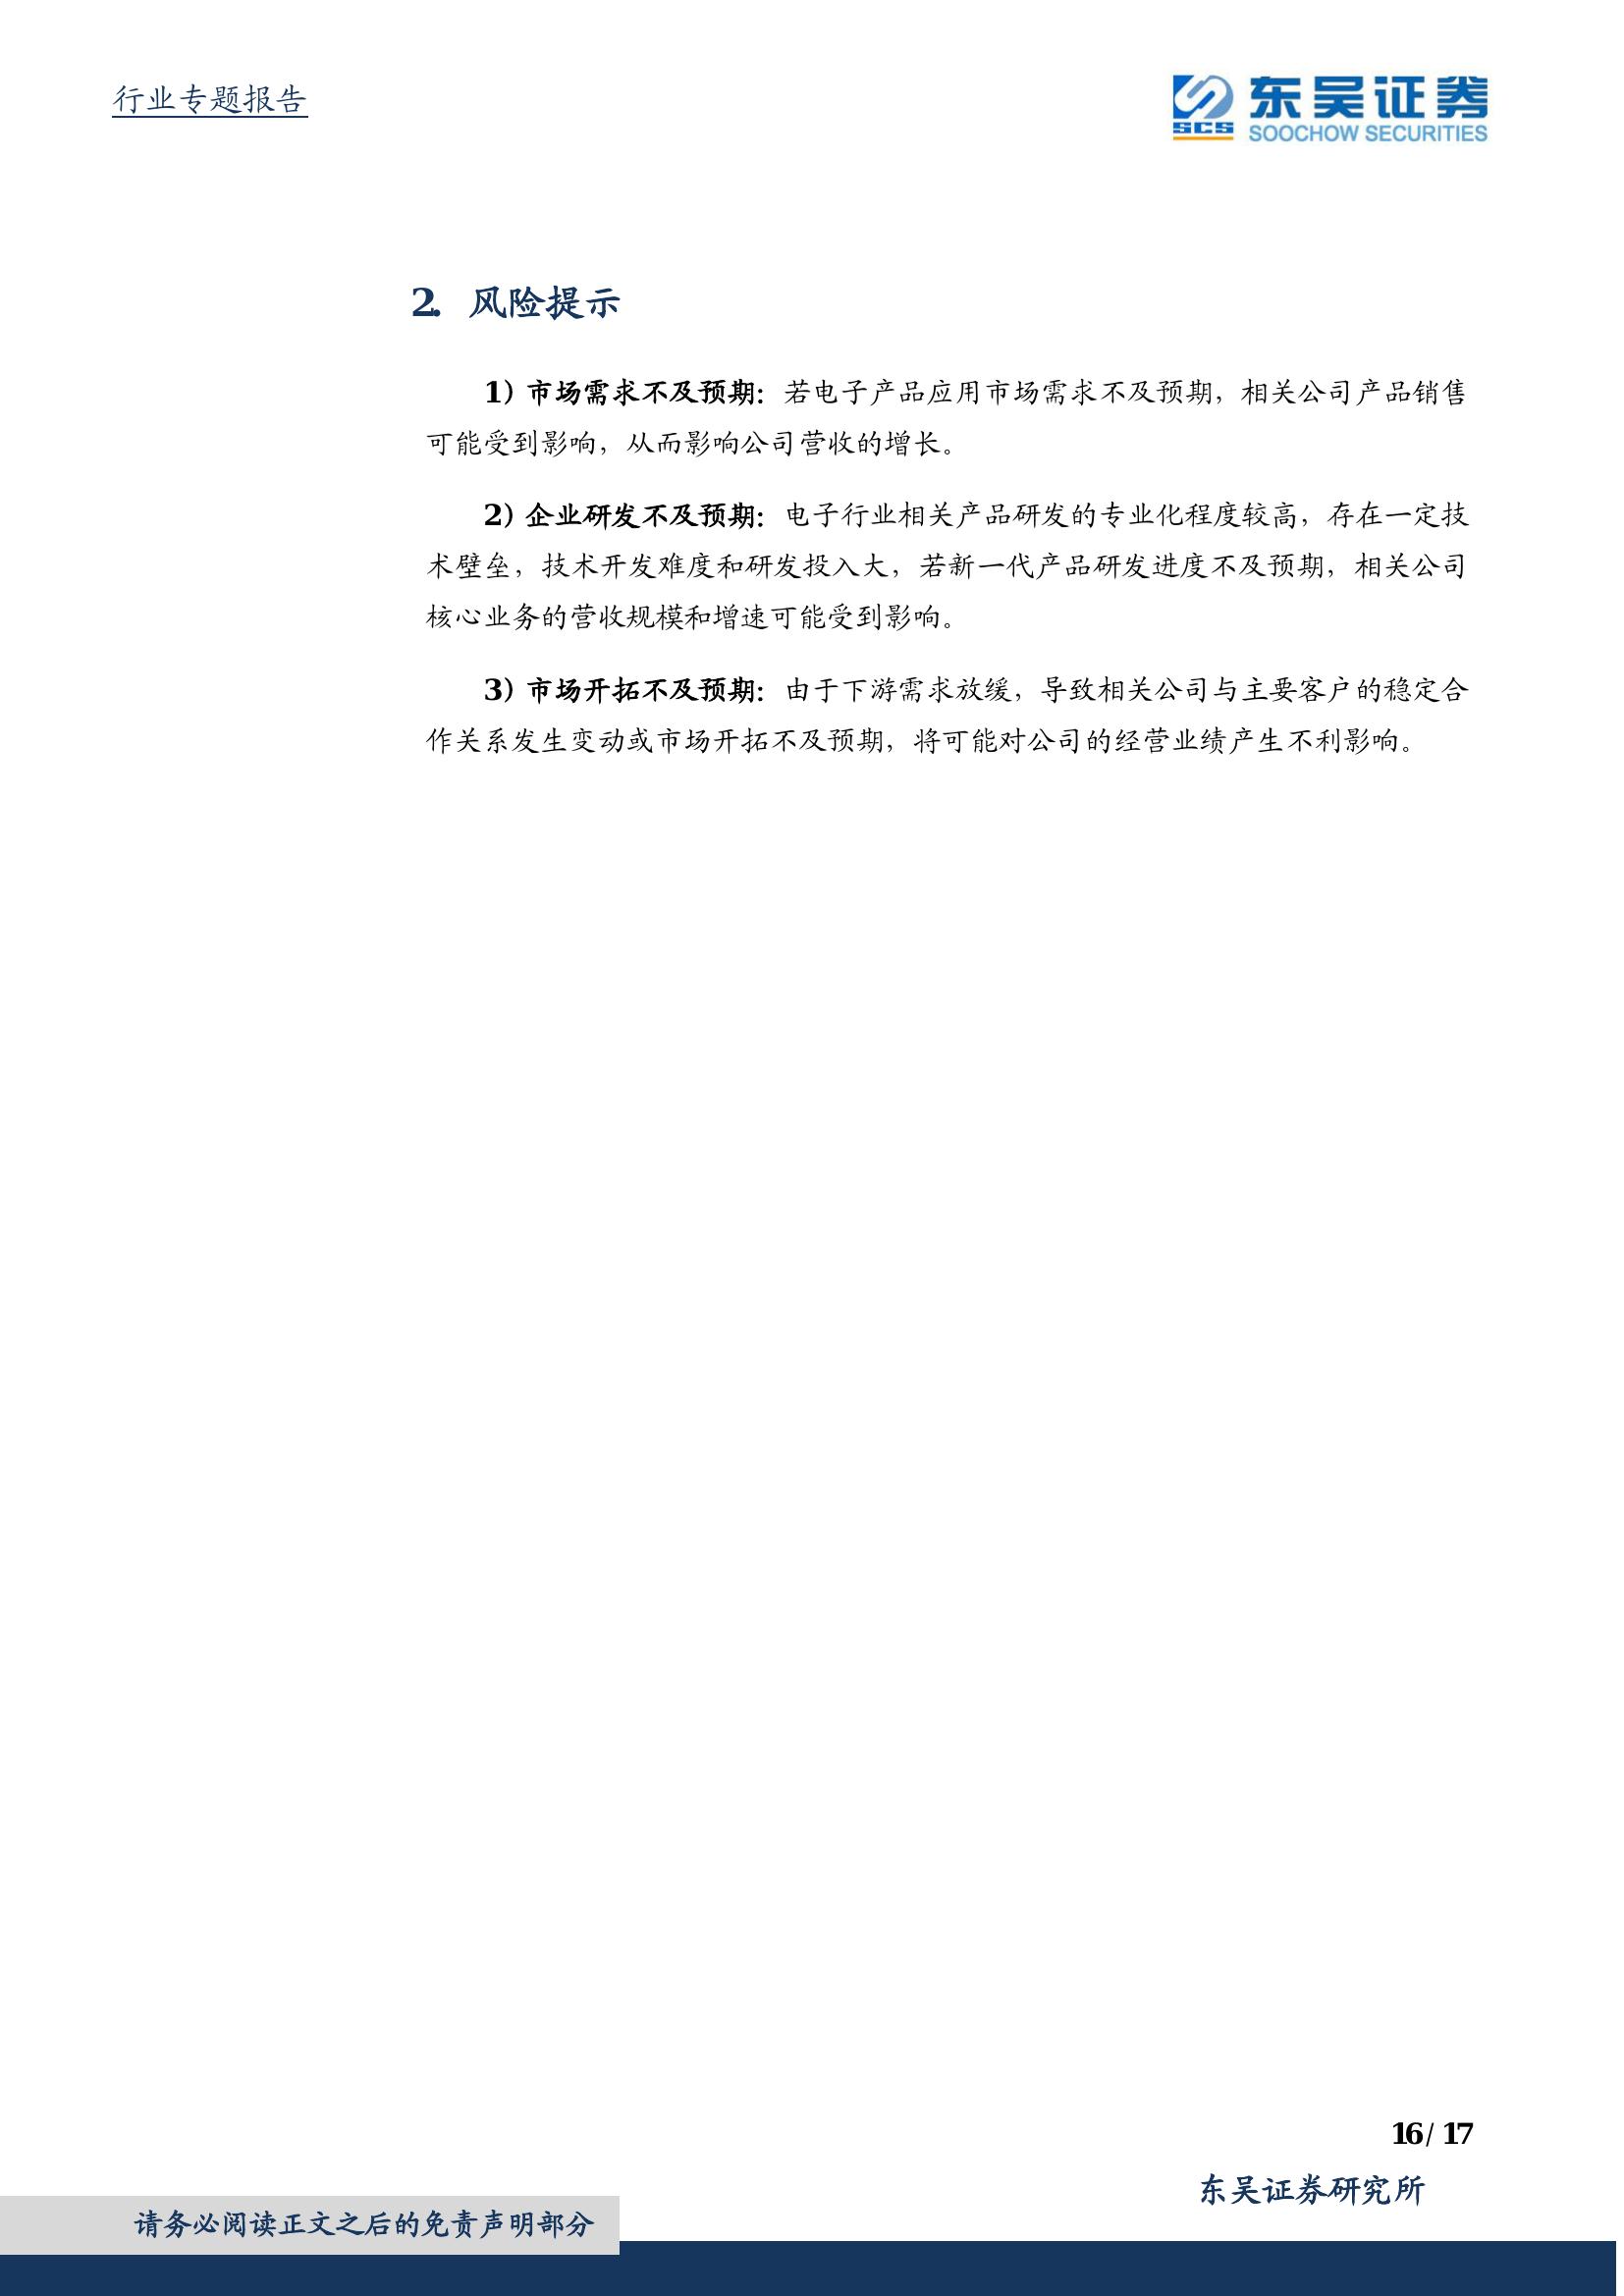 行业专题报告
SCS
东吴证券
SOOCHOW SECURITIES
2. 风险提示
1）市场需求不及预期：若电子产品应用市场需求不及预期，相关公司产品销售
可能受到影响，从而影响公司营收的增长。
2）企业研发不及预期：电子行业相关产品研发的专业化程度较高，存在一定技
术壁垒，技术开发难度和研发投入大，若新一代产品研发进度不及预期，相关公司
核心业务的营收规模和增速可能受到影响。
3）市场开拓不及预期：由于下游需求放缓，导致相关公司与主要客户的稳定合
作关系发生变动或市场开拓不及预期，将可能对公司的经营业绩产生不利影响。
16 / 17
东吴证券研究所
请务必阅读正文之后的免责声明部分